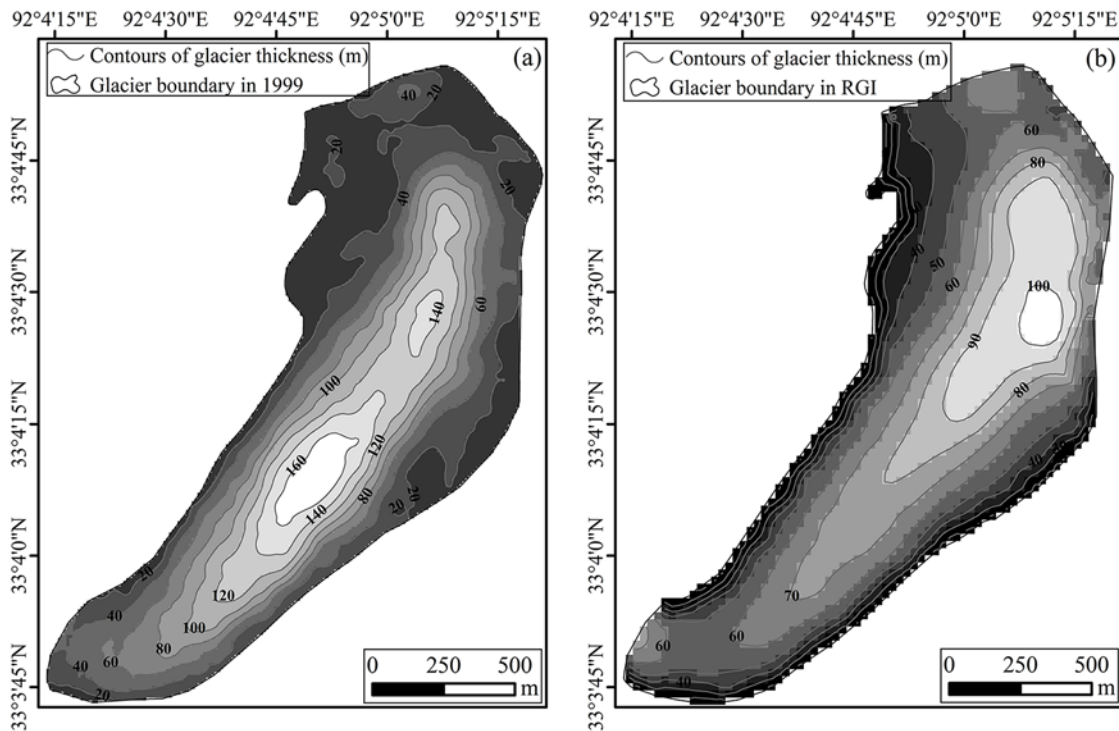 92°4'15"E 92°4'30"E 92°4'45"E 92°5'0"E 92°5'15"E
Contours of glacier thickness (m) (a)
Glacier boundary in 1999
33°4'45"N
33°4'30"N
33°4'15"N
33°4'0"N
33°3'45"N
20
40
20
20
40
60
140
100
160
120
140
80
20
20
120
100
80
20
40
40
60
20
0 250 500
m
92°4'15"E 92°4'30"E 92°4'45"E 92°5'0"E 92°5'15"E
Contours of glacier thickness (m) (b)
Glacier boundary in RGI
33°4'45"N
33°4'30"N
33°4'15"N
33°4'0"N
33°3'45"N
60
80
40
50
60
100
90
80
40
70
60
60
40
0 250 500
m